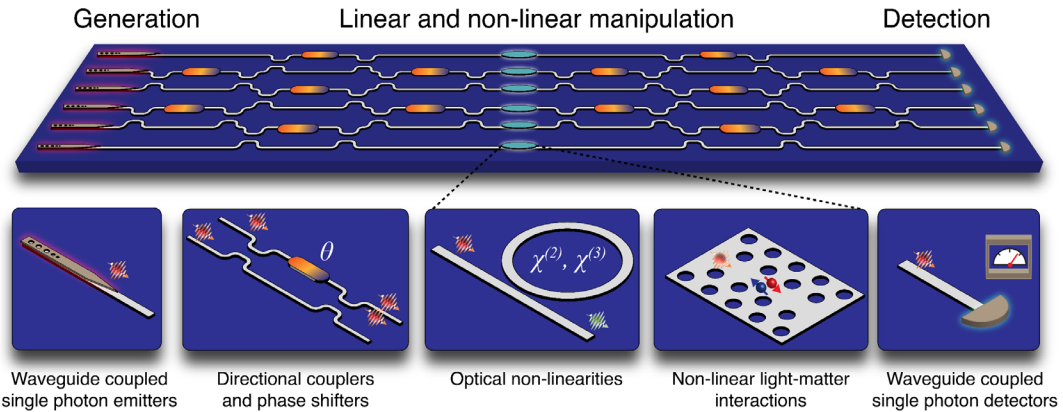 Generation
Linear and non-linear manipulation
Detection
θ
χ(2), χ(3)
Waveguide coupled
single photon emitters
Directional couplers
and phase shifters
Optical non-linearities
Non-linear light-matter
interactions
Waveguide coupled
single photon detectors